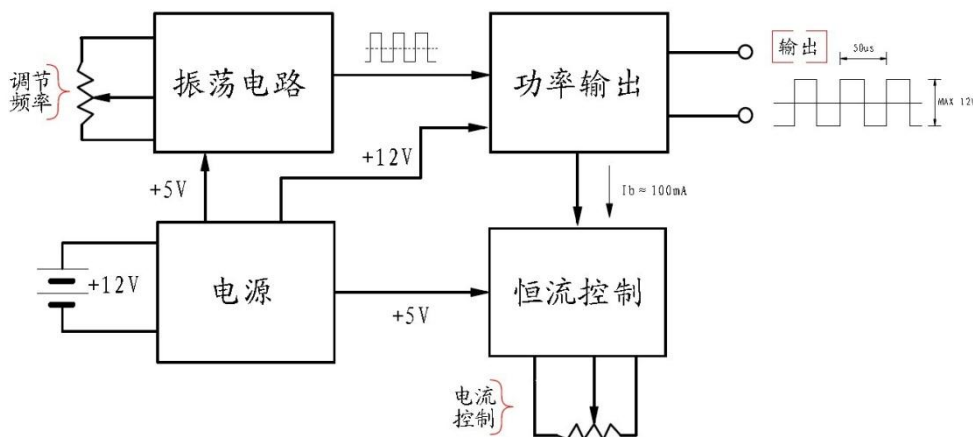 调节
频率
振荡电路
功率输出
输出
50us
MAX 12V
+12V
+5V
Ib≈100mA
+12V
电源
+5V
恒流控制
电流
控制